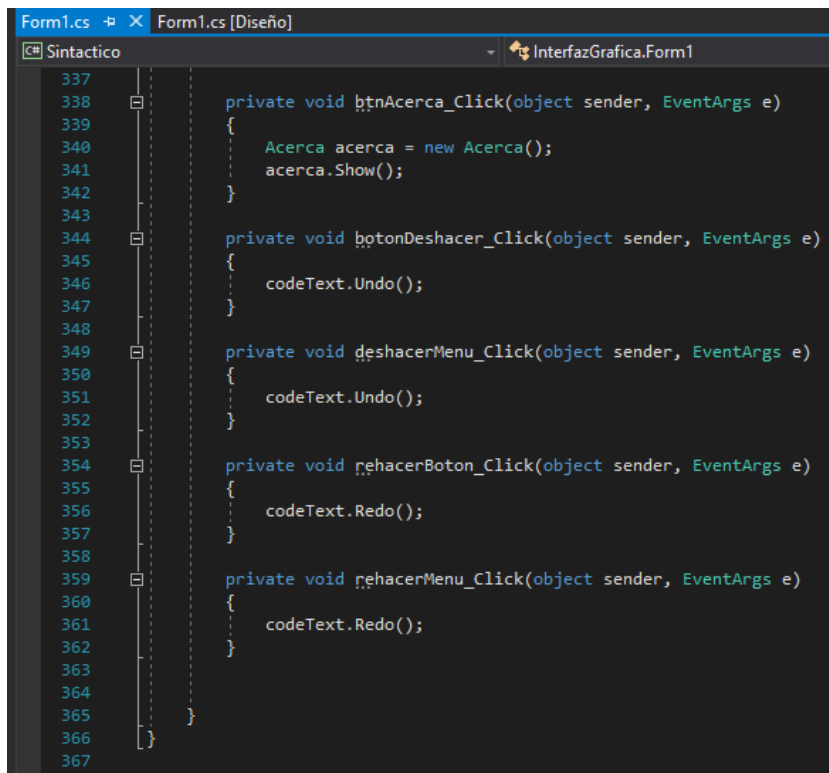 Form1.cs Form1.cs [Diseño]
C# Sintactico InterfazGrafica.Form1
337
338 private void btnAcerca_Click(object sender, EventArgs e)
339 {
340 Acerca acerca = new Acerca();
341 acerca.Show();
342 }
343
344 private void botonDeshacer_Click(object sender, EventArgs e)
345 {
346 codeText.Undo();
347 }
348
349 private void deshacerMenu_Click(object sender, EventArgs e)
350 {
351 codeText.Undo();
352 }
353
354 private void rehacerBoton_Click(object sender, EventArgs e)
355 {
356 codeText.Redo();
357 }
358
359 private void rehacerMenu_Click(object sender, EventArgs e)
360 {
361 codeText.Redo();
362 }
363
364
365 }
366 }
367